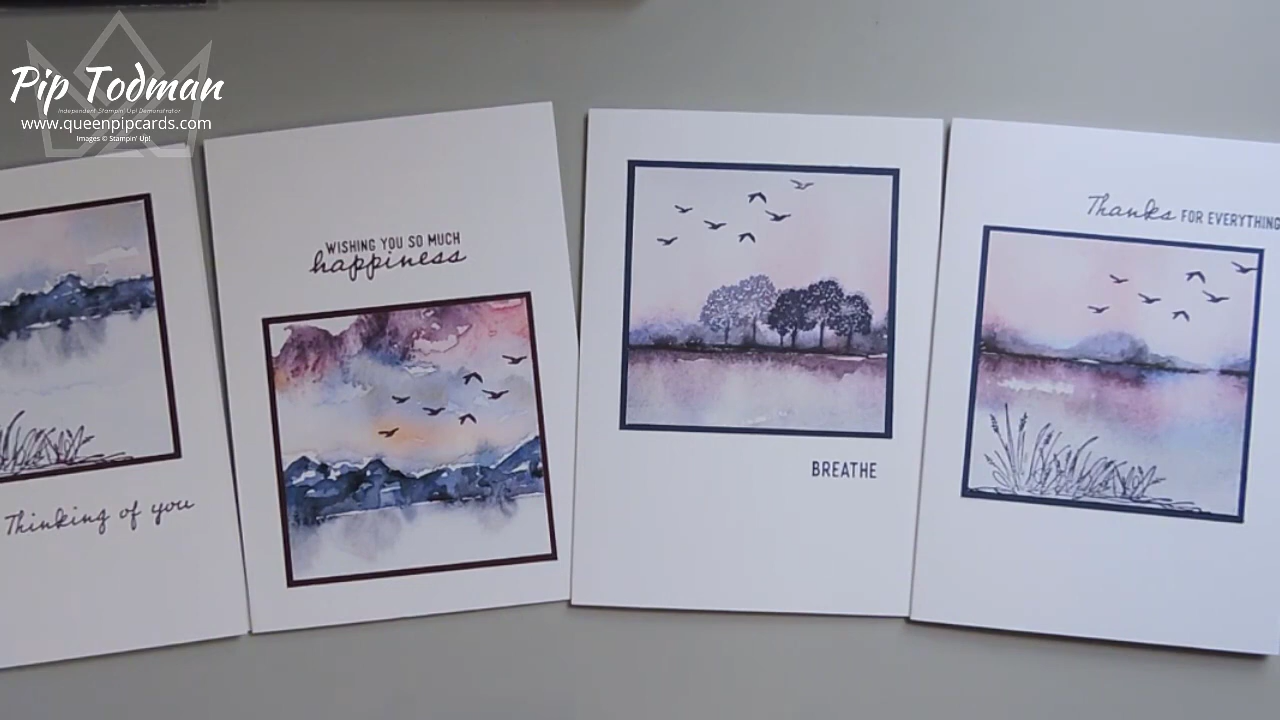 Pip Todman
Independent Stampin' Up! Demonstrator
www.queenpipcards.com
Images © Stampin' Up!
Thinking of you
WISHING YOU SO MUCH
happiness
BREATHE
Thanks FOR EVERYTHING